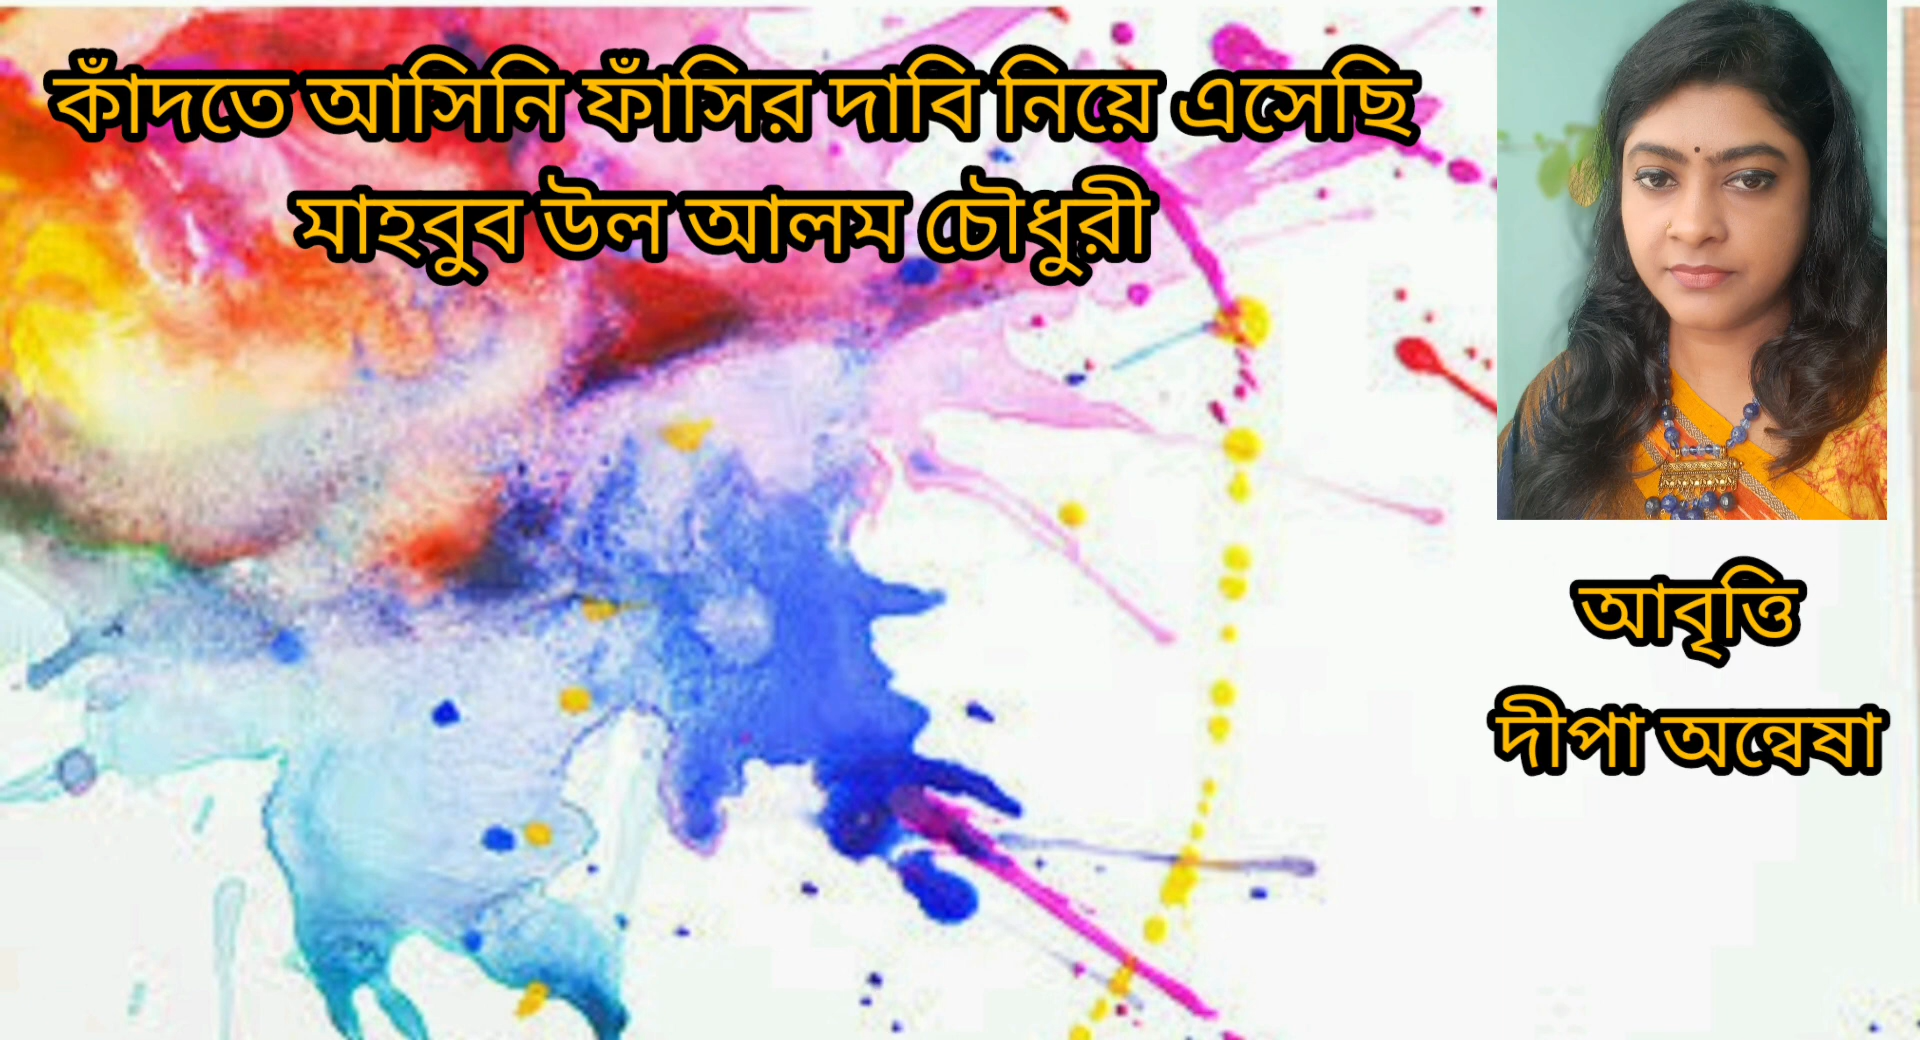 কাঁদতে আসিনি ফাঁসির দাবি নিয়ে এসেছি
মাহবুব উল আলম চৌধুরী
আবৃত্তি
দীপা অন্বেষা